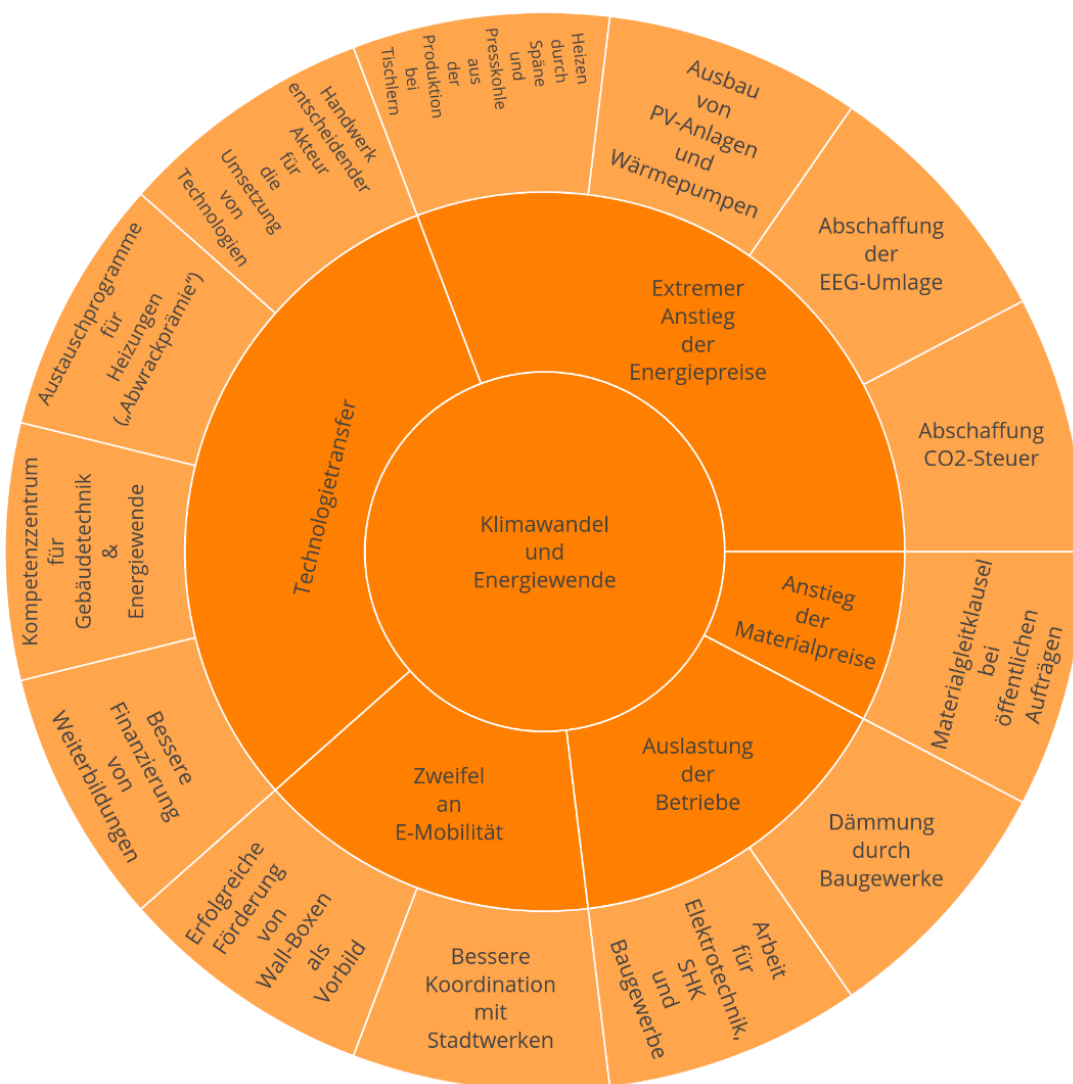 Klimawandel
und
Energiewende
Extremer
Anstieg
der
Energiepreise
Heizen
durch
Späne
und
Presskohle
aus
der
Produktion
bei
Tischlern
Ausbau
von
PV-Anlagen
und
Wärmepumpen
Abschaffung
der
EEG-Umlage
Abschaffung
CO2-Steuer
Anstieg
der
Materialpreise
Materialgleitklausel
bei
öffentlichen
Aufträgen
Auslastung
der
Betriebe
Dämmung
durch
Baugewerke
Arbeit
für
Elektrotechnik,
SHK
und
Baugewerbe
Zweifel
an
E-Mobilität
Bessere
Koordination
mit
Stadtwerken
Erfolgreiche
Förderung
von
Wall-Boxen
als
Vorbild
Technologietransfer
Bessere
Finanzierung
von
Weiterbildungen
Kompetenzzentrum
für
Gebäudetechnik
&
Energiewende
Austauschprogramme
für
Heizungen
(„Abwrackprämie“)
Handwerk
entscheidender
Akteur
für
die
Umsetzung
von
Technologien